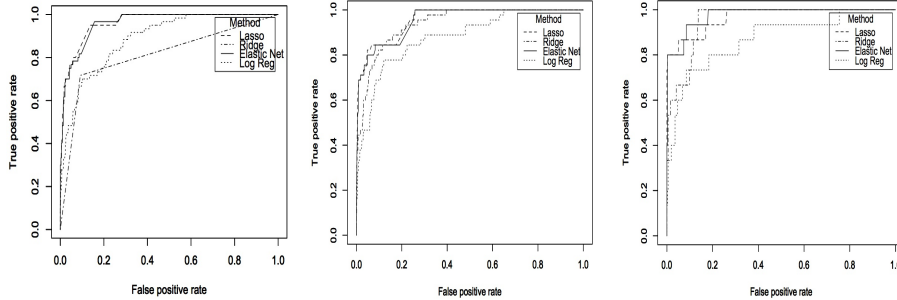 True positive rate
1.0
0.8
0.6
0.4
0.2
0.0
0.0 0.2 0.4 0.6 0.8 1.0
False positive rate
Method
Lasso
Ridge
Elastic Net
Log Reg
True positive rate
1.0
0.8
0.6
0.4
0.2
0.0
0.0 0.2 0.4 0.6 0.8 1.0
False positive rate
Method
Lasso
Ridge
Elastic Net
Log Reg
True positive rate
1.0
0.8
0.6
0.4
0.2
0.0
0.0 0.2 0.4 0.6 0.8 1.0
False positive rate
Method
Lasso
Ridge
Elastic Net
Log Reg